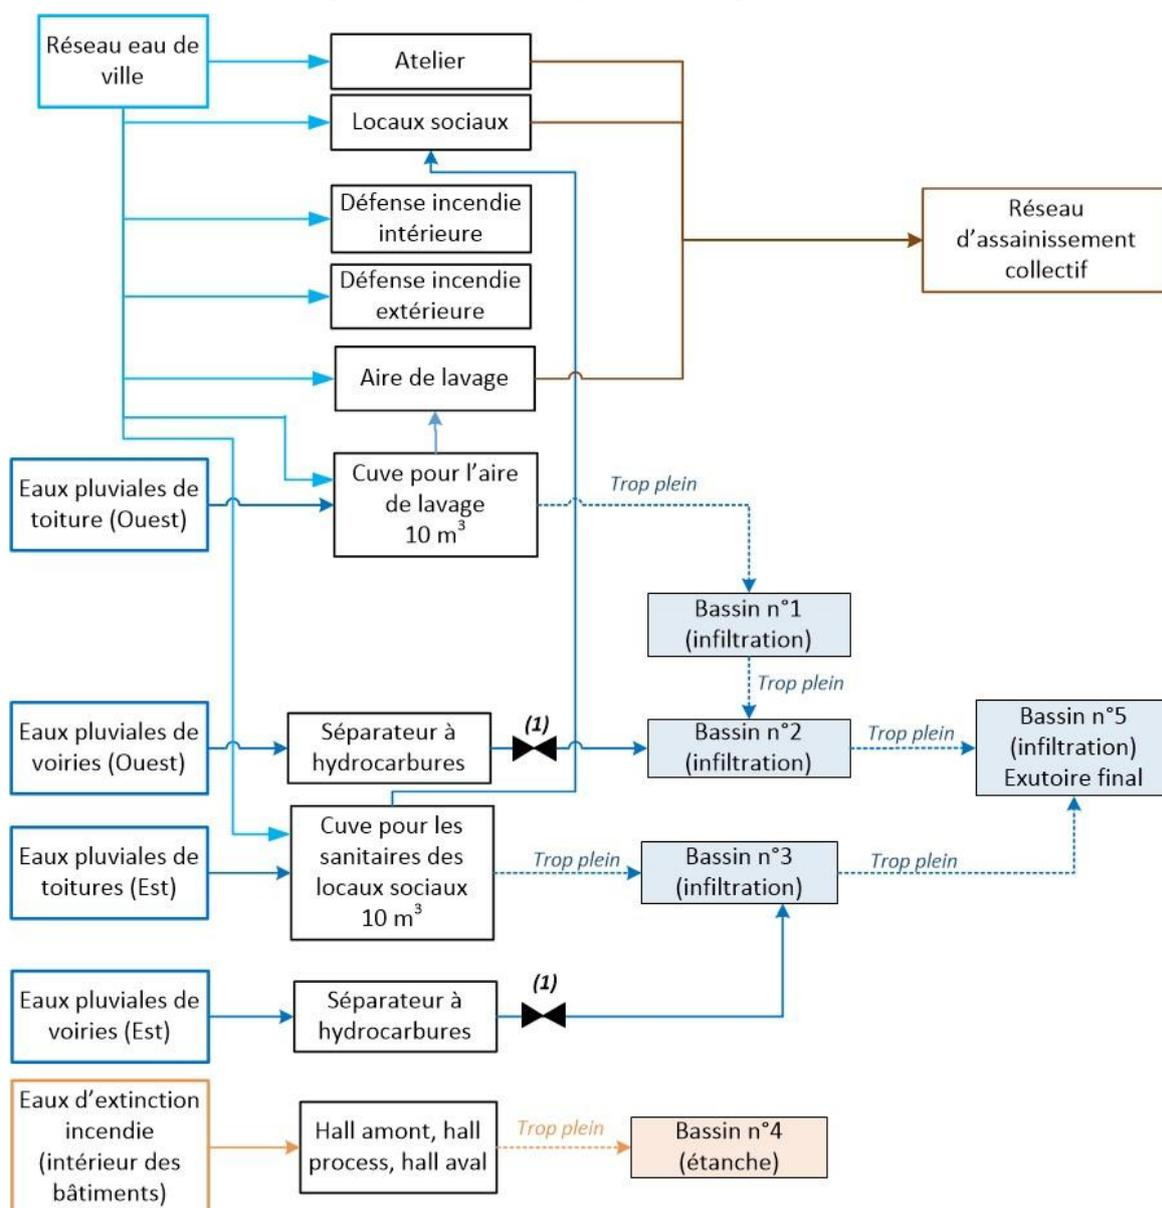 Réseau eau de
ville
Atelier
Locaux sociaux
Défense incendie
intérieure
Réseau
d'assainissement
collectif
Défense incendie
extérieure
Aire de lavage
Eaux pluviales de
toiture (Ouest)
Cuve pour l'aire
de lavage
10 m³
Trop plein
Bassin n°1
(infiltration)
Trop plein
Eaux pluviales de
voiries (Ouest)
Séparateur à
hydrocarbures
(1)
Bassin n°2
(infiltration)
Trop plein
Bassin n°5
(infiltration)
Exutoire final
Eaux pluviales de
toitures (Est)
Cuve pour les
sanitaires des
locaux sociaux
10 m³
Trop plein
Bassin n°3
(infiltration)
Trop plein
Eaux pluviales de
voiries (Est)
Séparateur à
hydrocarbures
(1)
Eaux d'extinction
incendie
(intérieur des
bâtiments)
Hall amont, hall
process, hall aval
Trop plein
Bassin n°4
(étanche)